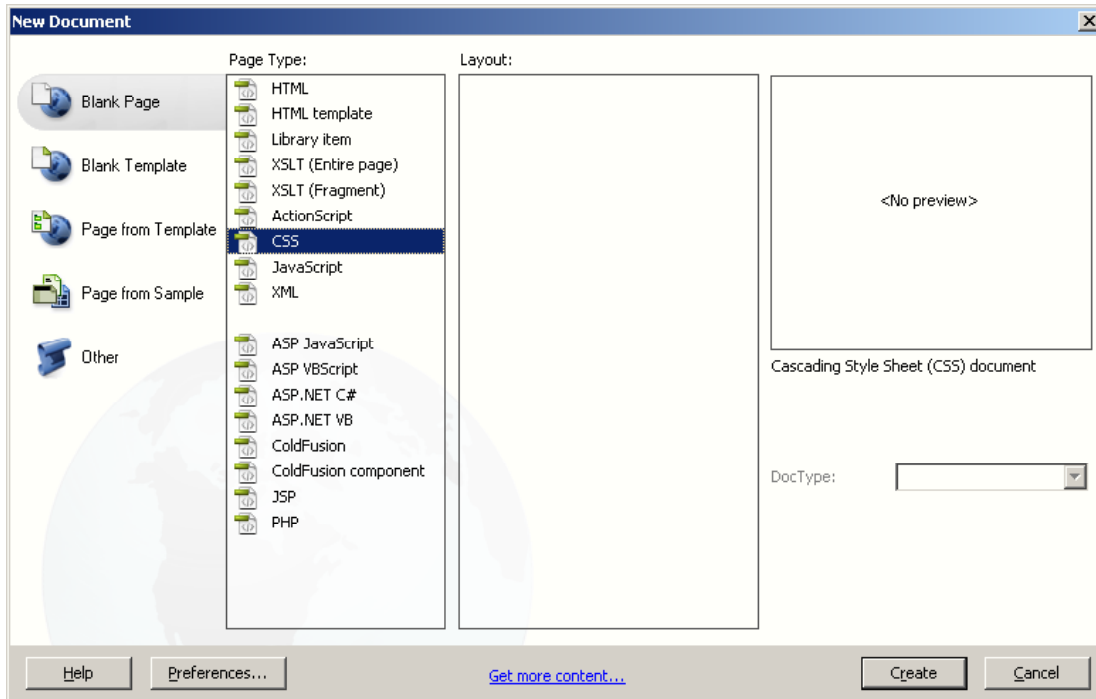 New Document
Page Type:
Layout:
Blank Page
Blank Template
Page from Template
Page from Sample
Other
HTML
HTML template
Library item
XSLT (Entire page)
XSLT (Fragment)
ActionScript
CSS
JavaScript
XML
ASP JavaScript
ASP VBScript
ASP.NET C#
ASP.NET VB
ColdFusion
ColdFusion component
JSP
PHP
<No preview>
Cascading Style Sheet (CSS) document
DocType:
Help
Preferences...
Get more content...
Create
Cancel